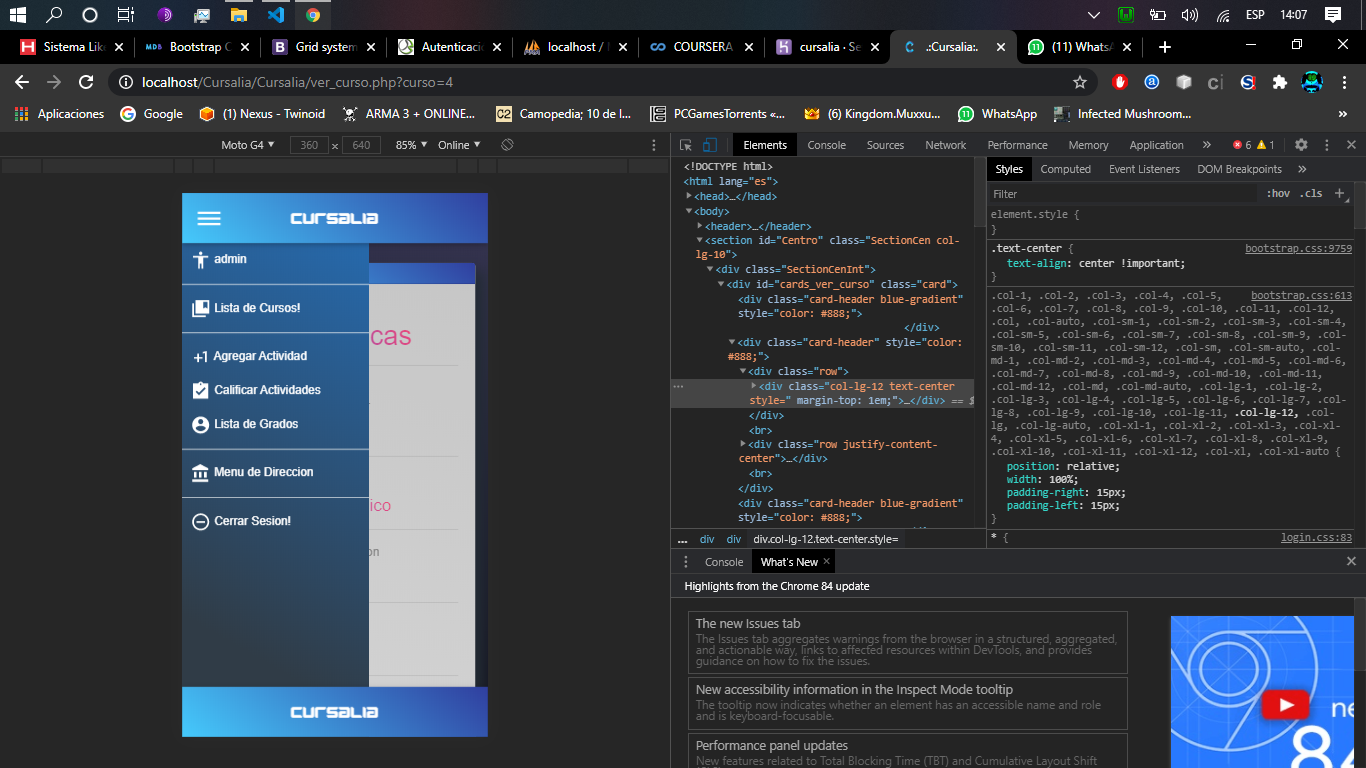 ESP 14:07
Sistema Lik
Bootstrap C
Grid system
Autenticaci
localhost / 
COURSERA
cursalia · Se
.:Cursalia:.
(11) WhatsA
localhost/Cursalia/Cursalia/ver_curso.php?curso=4
Aplicaciones
Google
(1) Nexus - Twinoid
ARMA 3 + ONLINE...
Camopedia; 10 de l...
PCGamesTorrents «...
(6) Kingdom.Muxxu...
WhatsApp
Infected Mushroom...
»
Moto G4 ▼ 360 × 640 85% ▼ Online ▼
Elements Console Sources Network Performance Memory Application » 6 1
CURSALIA
admin
Lista de Cursos!
+1 Agregar Actividad
Calificar Actividades
Lista de Grados
Menu de Direccion
Cerrar Sesion!
cas
ico
on
CURSALIA
<!DOCTYPE html>
<html lang="es">
<head>…</head>
<body>
<header>…</header>
<section id="Centro" class="SectionCen col-
lg-10">
<div class="SectionCenInt">
<div id="cards_ver_curso" class="card">
<div class="card-header blue-gradient"
style="color: #888;">
</div>
<div class="card-header" style="color:
#888;">
<div class="row">
<div class="col-lg-12 text-center
style=" margin-top: 1em;">…</div> ==
</div>
<br>
<div class="row justify-content-
center">…</div>
<br>
</div>
<div class="card-header blue-gradient"
style="color: #888;">
... div div div.col-lg-12.text-center.style=
Styles Computed Event Listeners DOM Breakpoints »
Filter :hov .cls +
element.style {
}
.text-center { bootstrap.css:9759
text-align: center !important;
}
.col-1, .col-2, .col-3, .col-4, .col-5, bootstrap.css:613
.col-6, .col-7, .col-8, .col-9, .col-10, .col-11, .col-12,
.col, .col-auto, .col-sm-1, .col-sm-2, .col-sm-3, .col-sm-4,
.col-sm-5, .col-sm-6, .col-sm-7, .col-sm-8, .col-sm-9, .col-
sm-10, .col-sm-11, .col-sm-12, .col-sm, .col-sm-auto, .col-
md-1, .col-md-2, .col-md-3, .col-md-4, .col-md-5, .col-md-6,
.col-md-7, .col-md-8, .col-md-9, .col-md-10, .col-md-11,
.col-md-12, .col-md, .col-md-auto, .col-lg-1, .col-lg-2,
.col-lg-3, .col-lg-4, .col-lg-5, .col-lg-6, .col-lg-7, .col-
lg-8, .col-lg-9, .col-lg-10, .col-lg-11, .col-lg-12, .col-
lg, .col-lg-auto, .col-xl-1, .col-xl-2, .col-xl-3, .col-xl-
4, .col-xl-5, .col-xl-6, .col-xl-7, .col-xl-8, .col-xl-9,
.col-xl-10, .col-xl-11, .col-xl-12, .col-xl, .col-xl-auto {
position: relative;
width: 100%;
padding-right: 15px;
padding-left: 15px;
}
* { login.css:83
Console What's New ×
Highlights from the Chrome 84 update
The new Issues tab
The Issues tab aggregates warnings from the browser in a structured, aggregated,
and actionable way, links to affected resources within DevTools, and provides
guidance on how to fix the issues.
New accessibility information in the Inspect Mode tooltip
The tooltip now indicates whether an element has an accessible name and role
and is keyboard-focusable.
Performance panel updates
New features related to Total Blocking Time (TBT) and Cumulative Layout Shift
ne
84